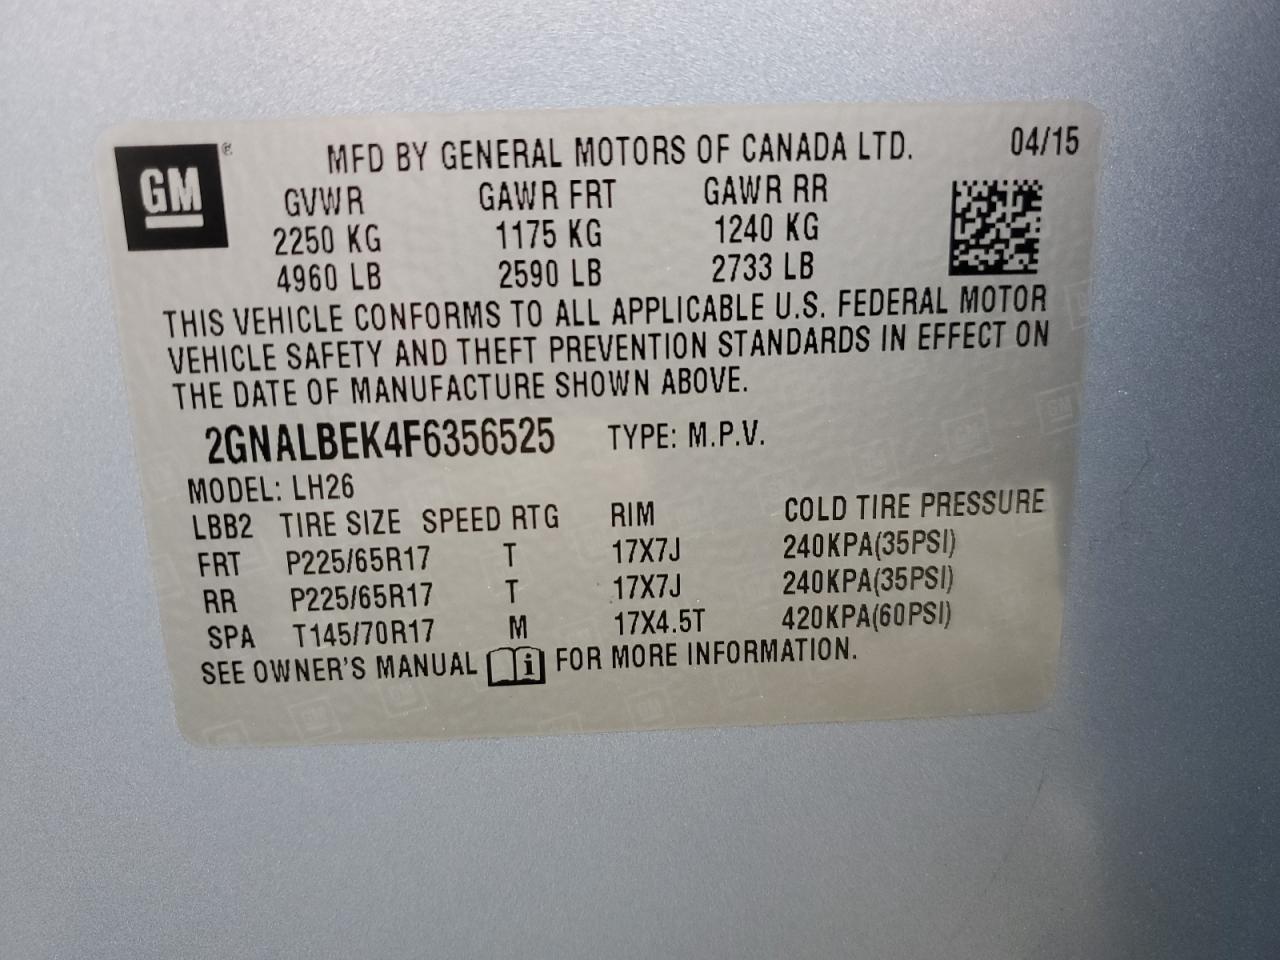 GM®
MFD BY GENERAL MOTORS OF CANADA LTD. 04/15
GVWR GAWR FRT GAWR RR
2250 KG 1175 KG 1240 KG
4960 LB 2590 LB 2733 LB
THIS VEHICLE CONFORMS TO ALL APPLICABLE U.S. FEDERAL MOTOR
VEHICLE SAFETY AND THEFT PREVENTION STANDARDS IN EFFECT ON
THE DATE OF MANUFACTURE SHOWN ABOVE.
2GNALBEK4F6356525 TYPE: M.P.V.
MODEL: LH26
LBB2 TIRE SIZE SPEED RTG RIM COLD TIRE PRESSURE
FRT P225/65R17 T 17X7J 240KPA(35PSI)
RR P225/65R17 T 17X7J 240KPA(35PSI)
SPA T145/70R17 M 17X4.5T 420KPA(60PSI)
SEE OWNER'S MANUAL i FOR MORE INFORMATION.